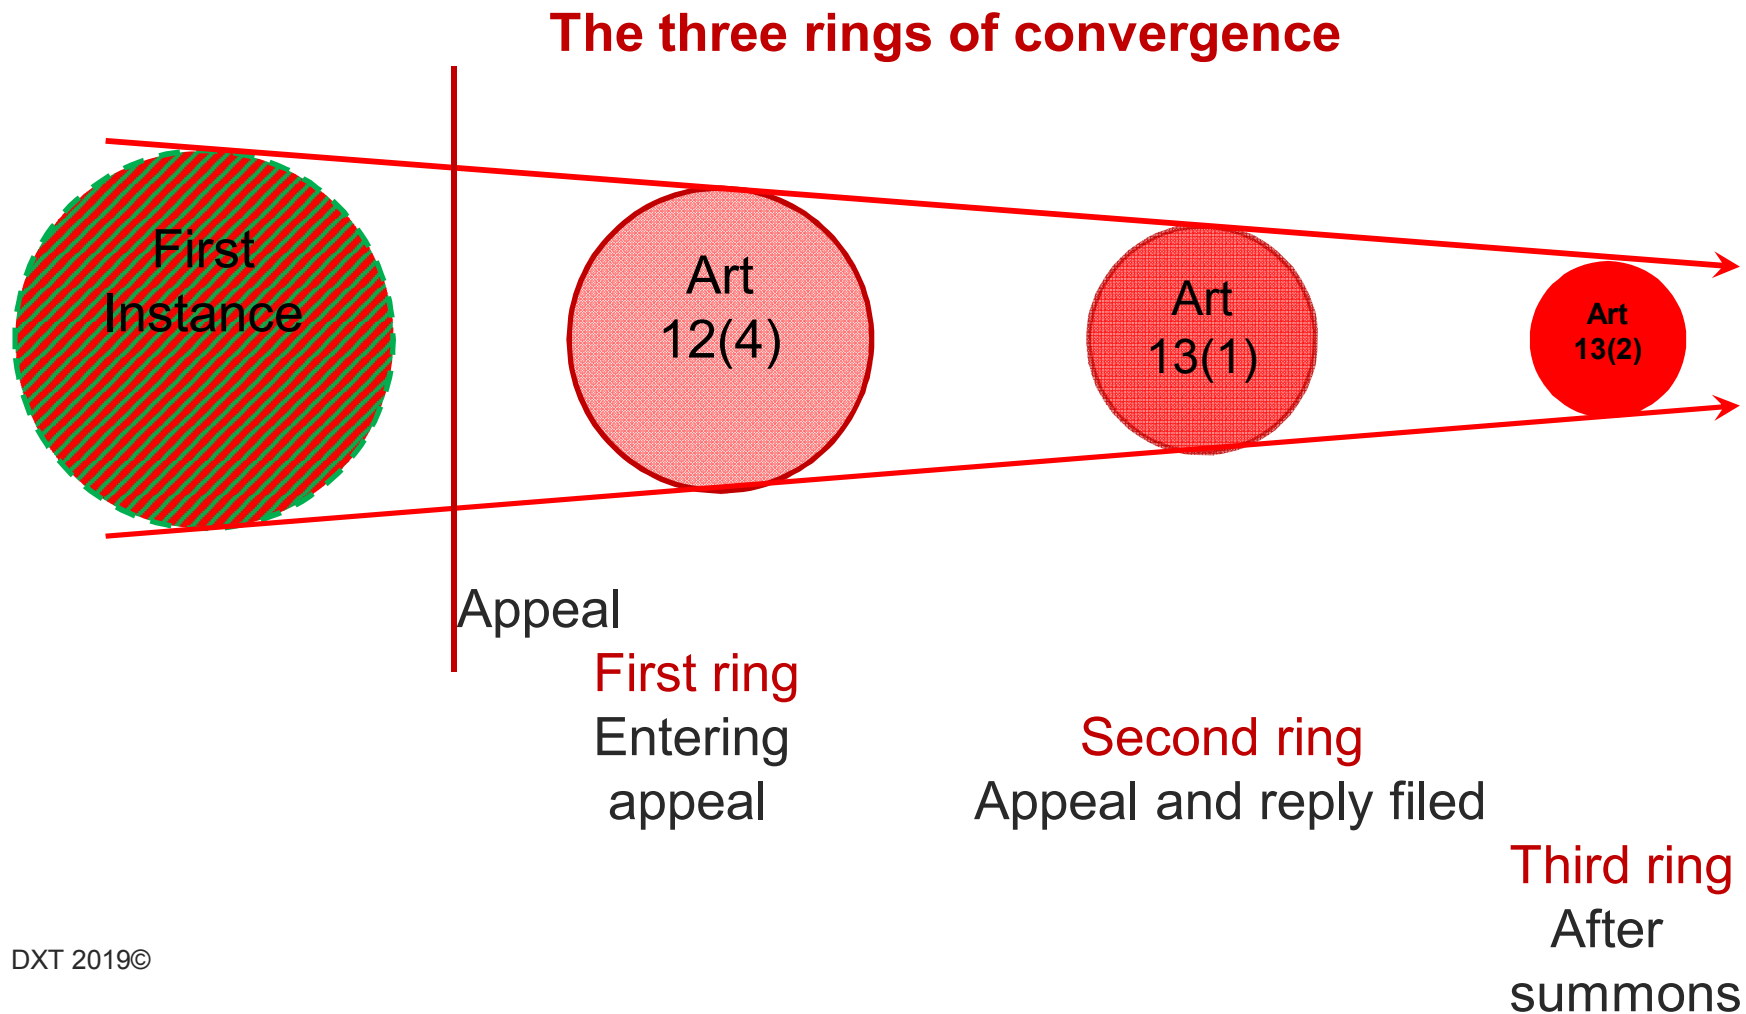 The three rings of convergence
First
Instance
Art
12(4)
Art
13(1)
Art
13(2)
Appeal
First ring
Entering
appeal
Second ring
Appeal and reply filed
Third ring
After
summons
DXT 2019©